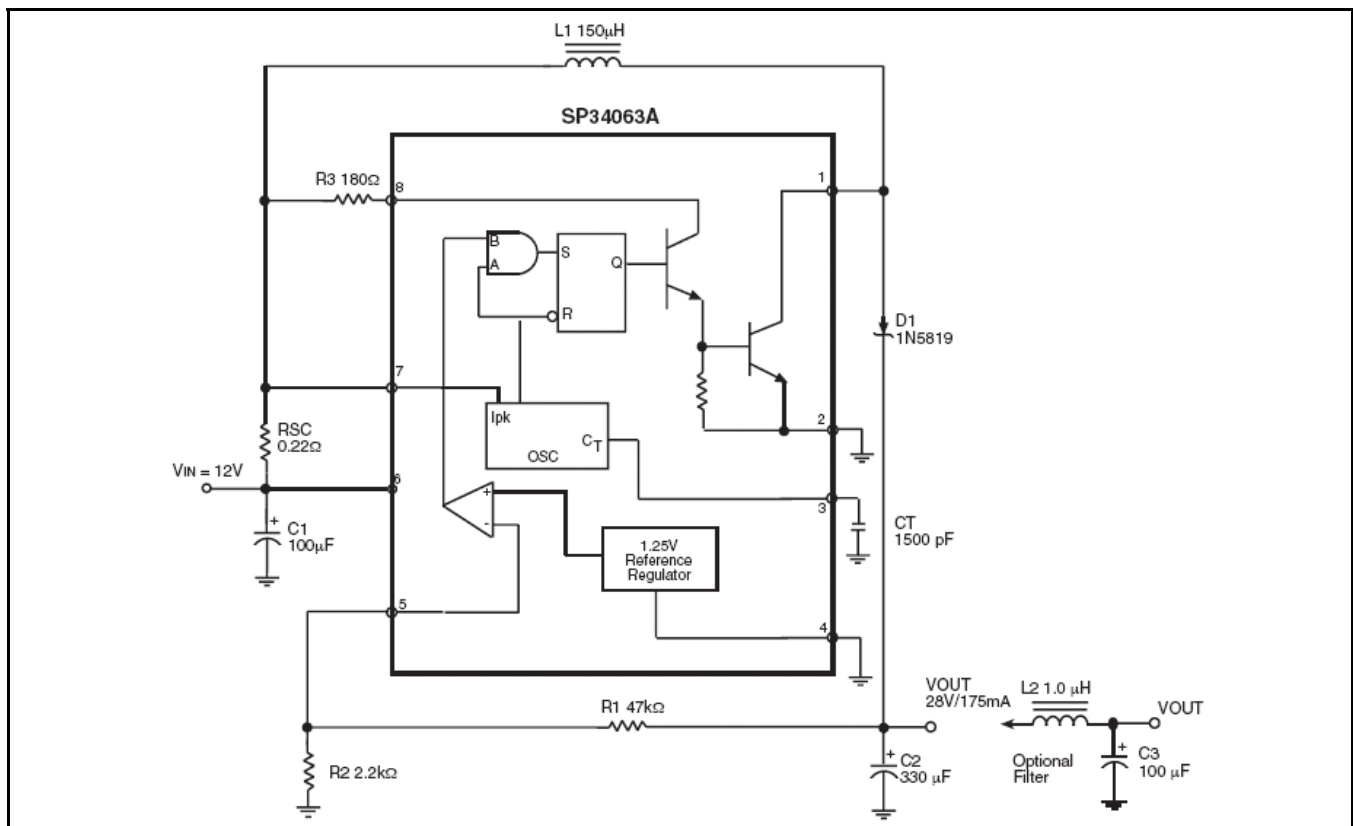 L1 150µH
SP34063A
R3 180Ω
8
1
B
A
S
Q
R
D1
1N5819
7
Ipk
CT
OSC
2
RSC
0.22Ω
VIN = 12V
6
+
C1
100µF
+
-
3
CT
1500 pF
1.25V
Reference
Regulator
5
4
VOUT
28V/175mA
L2 1.0 µH
VOUT
R1 47kΩ
R2 2.2kΩ
+
C2
330 µF
Optional
Filter
+
C3
100 µF